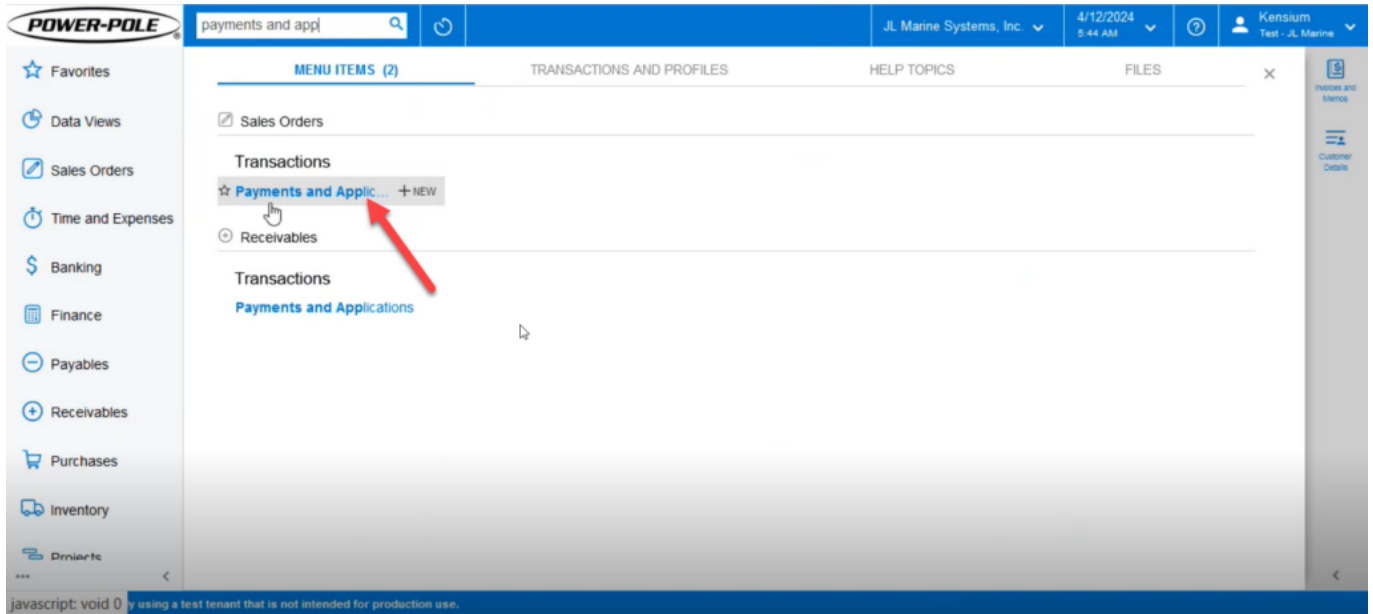 POWER-POLE
®
payments and app
JL Marine Systems, Inc.
4/12/2024
5:44 AM
Kensium
Test - JL Marine
Favorites
Data Views
Sales Orders
Time and Expenses
Banking
Finance
Payables
Receivables
Purchases
Inventory
Projects
MENU ITEMS (2)
TRANSACTIONS AND PROFILES
HELP TOPICS
FILES
Sales Orders
Transactions
Payments and Applic... + NEW
Receivables
Transactions
Payments and Applications
Invoices and
Memos
Customer
Details
javascript: void 0
y using a test tenant that is not intended for production use.